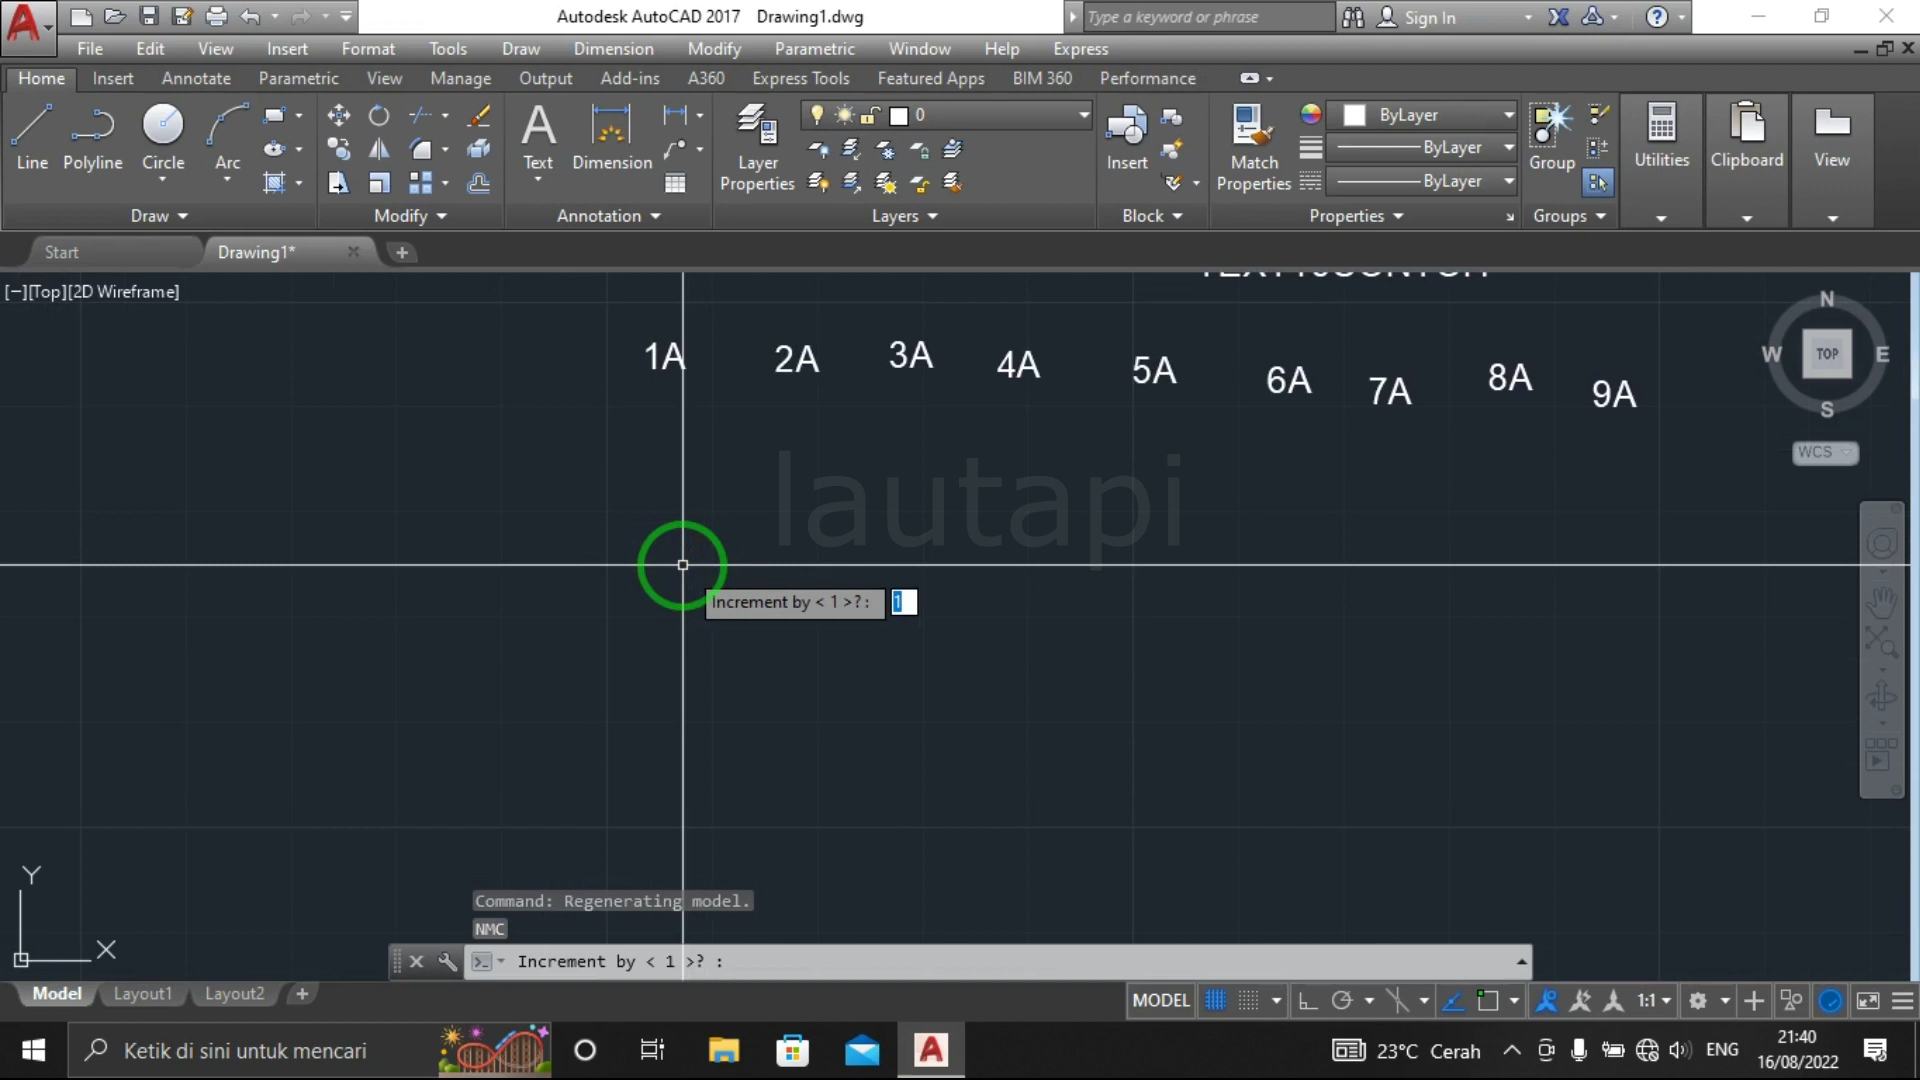 Autodesk AutoCAD 2017 Drawing1.dwg
Type a keyword or phrase
Sign In
File Edit View Insert Format Tools Draw Dimension Modify Parametric Window Help Express
Home Insert Annotate Parametric View Manage Output Add-ins A360 Express Tools Featured Apps BIM 360 Performance
0
ByLayer
ByLayer
ByLayer
Line Polyline Circle Arc
Text Dimension
Layer Properties
Insert
Match Properties
Group
Utilities Clipboard View
Draw Modify Annotation Layers Block Properties Groups
Start Drawing1*
[−][Top][2D Wireframe]
N
W TOP E
S
WCS
1A 2A 3A 4A 5A 6A 7A 8A 9A
lautapi
Increment by < 1 >?: 1
Y
X
Command: Regenerating model.
NMC
Increment by < 1 >? :
Model Layout1 Layout2 +
MODEL
1:1
Ketik di sini untuk mencari
23°C Cerah
ENG
21:40
16/08/2022